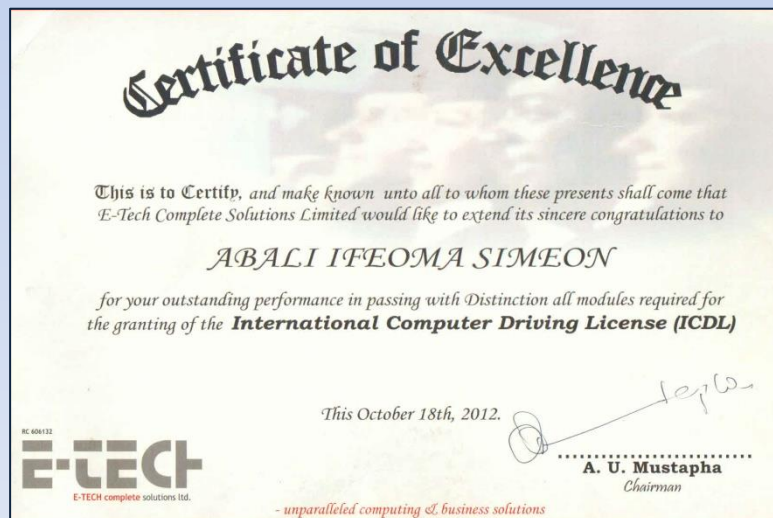 Certificate of Excellence
This is to Certify, and make known unto all to whom these presents shall come that
E-Tech Complete Solutions Limited would like to extend its sincere congratulations to
ABALI IFEOMA SIMEON
for your outstanding performance in passing with Distinction all modules required for
the granting of the International Computer Driving License (ICDL)
This October 18th, 2012.
A. U. Mustapha
Chairman
RC 606132
E-TECH
E-TECH complete solutions ltd.
- unparalleled computing & business solutions